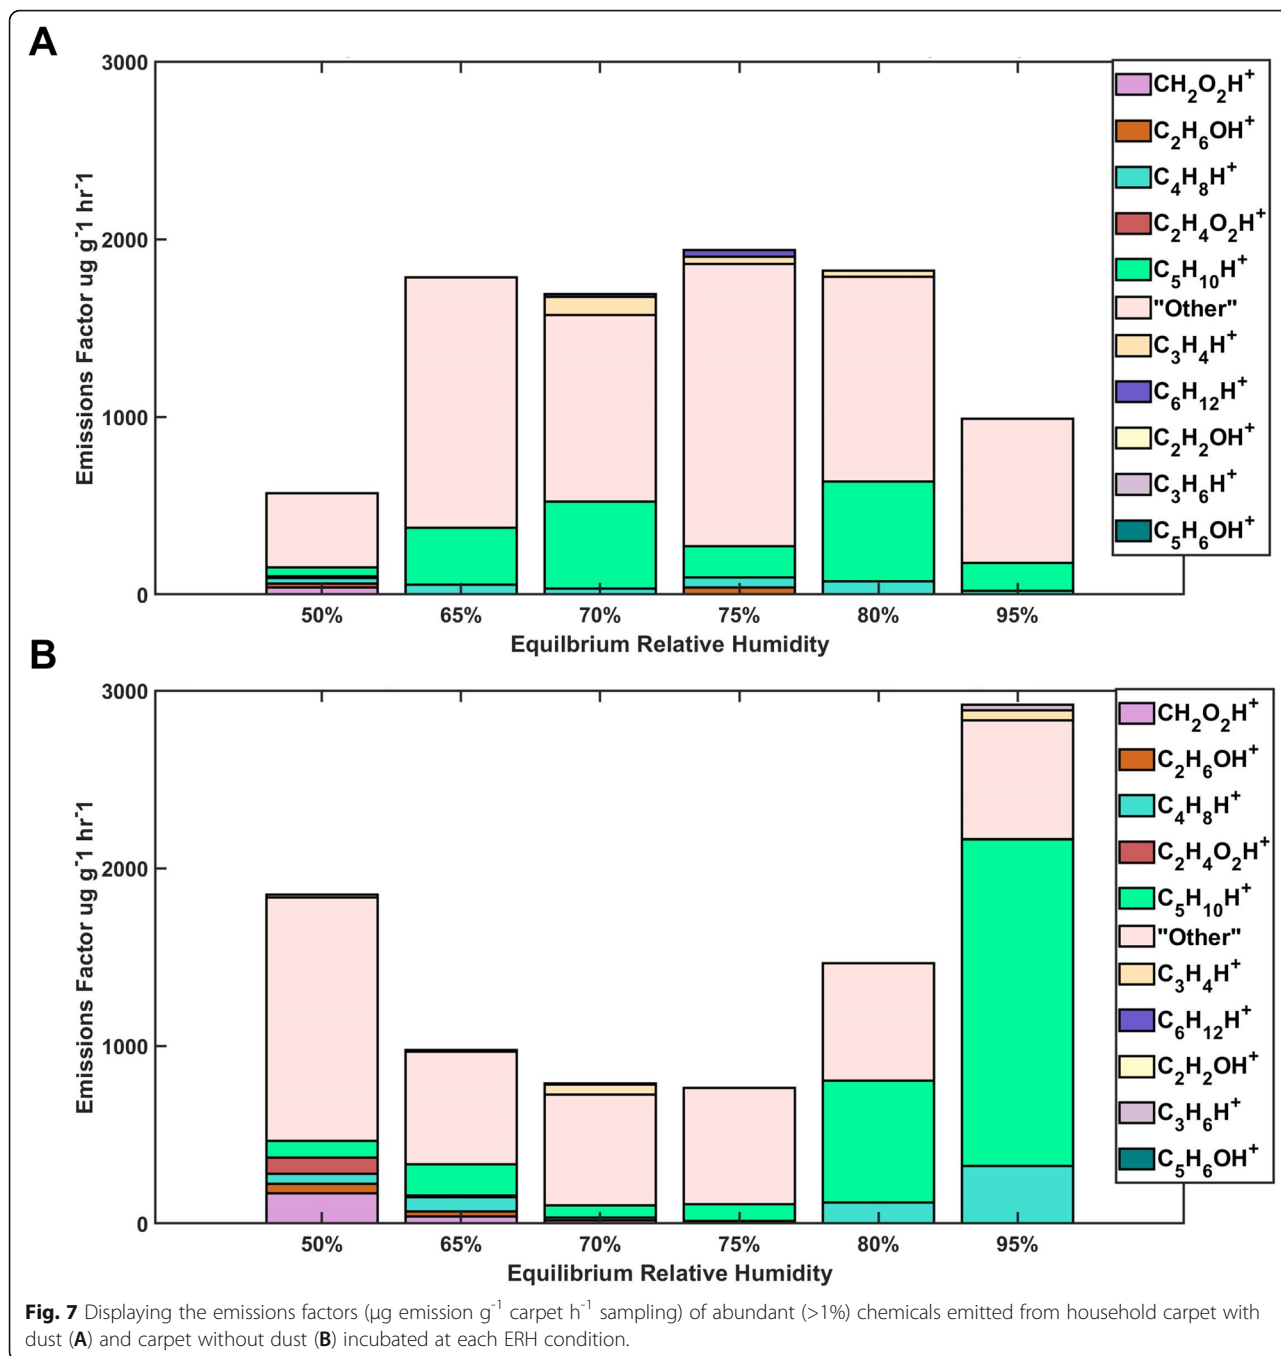 A
3000
2000
1000
0
Emissions Factor ug g-1 hr-1
50% 65% 70% 75% 80% 95%
Equilbrium Relative Humidity
CH2O2H+
C2H6OH+
C4H8H+
C2H4O2H+
C5H10H+
"Other"
C3H4H+
C6H12H+
C2H2OH+
C3H6H+
C5H6OH+
B
3000
2000
1000
0
Emissions Factor ug g-1 hr-1
50% 65% 70% 75% 80% 95%
Equilbrium Relative Humidity
CH2O2H+
C2H6OH+
C4H8H+
C2H4O2H+
C5H10H+
"Other"
C3H4H+
C6H12H+
C2H2OH+
C3H6H+
C5H6OH+
Fig. 7 Displaying the emissions factors (μg emission g-1 carpet h-1 sampling) of abundant (>1%) chemicals emitted from household carpet with
dust (A) and carpet without dust (B) incubated at each ERH condition.